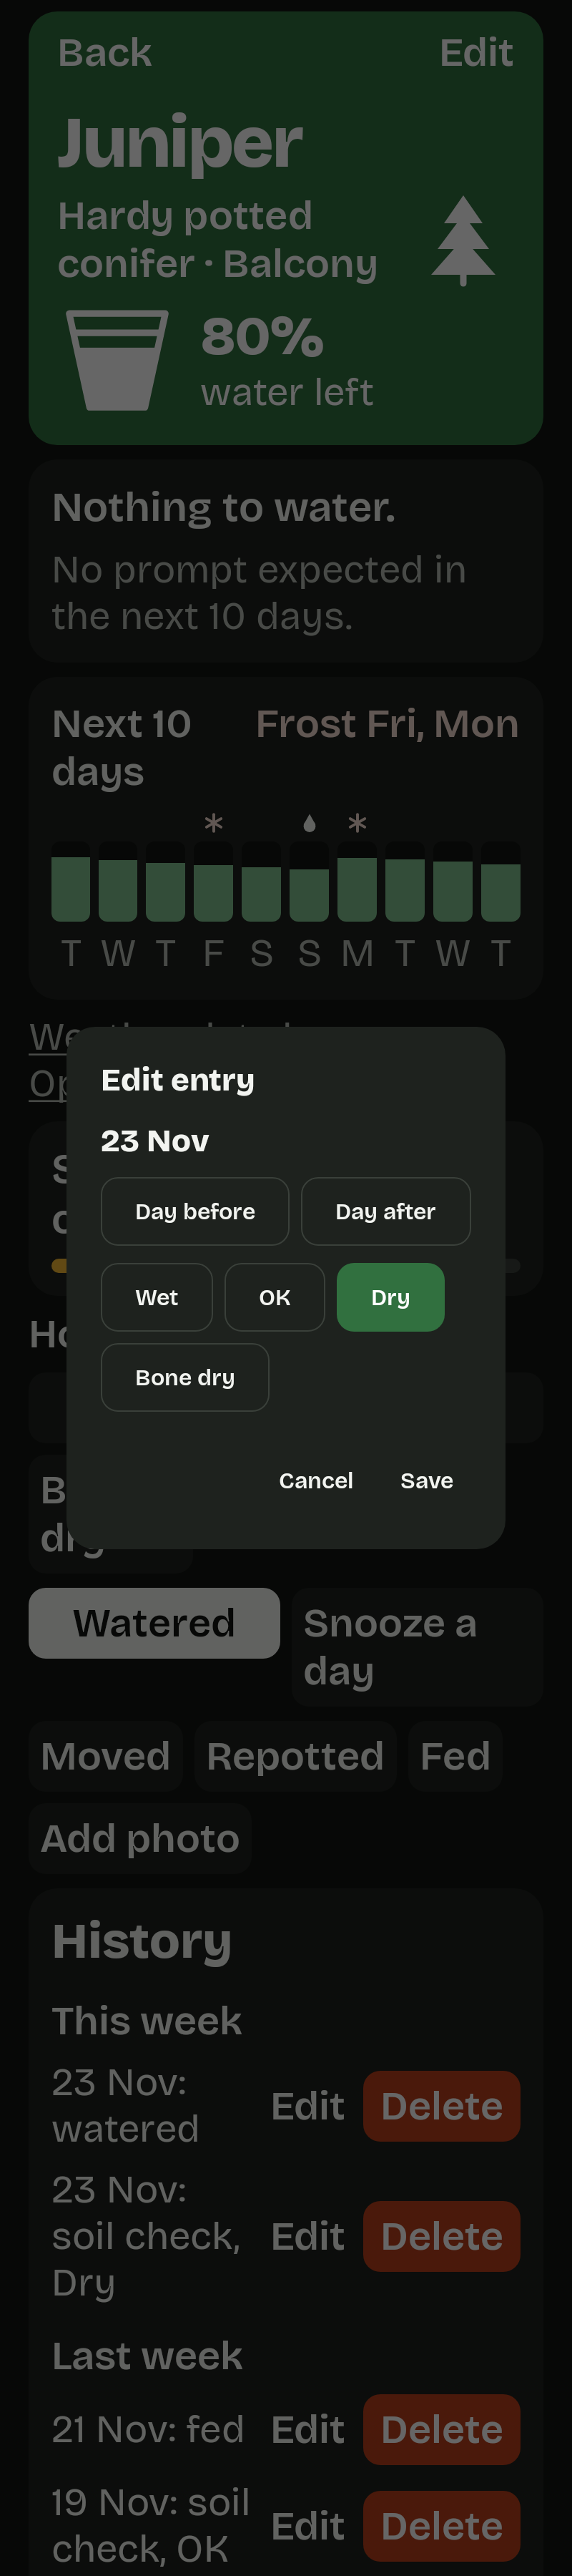 Back
Edit
Juniper
Hardy potted
conifer · Balcony
80%
water left
Nothing to water.
No prompt expected in
the next 10 days.
Next 10
days
Frost Fri, Mon
T W T F S S M T W T
Edit entry
23 Nov
Day before
Day after
Wet
OK
Dry
Bone dry
Cancel
Save
Watered
Snooze a
day
Moved
Repotted
Fed
Add photo
History
This week
23 Nov:
watered
Edit
Delete
23 Nov:
soil check,
Dry
Edit
Delete
Last week
21 Nov: fed
Edit
Delete
19 Nov: soil
check, OK
Edit
Delete